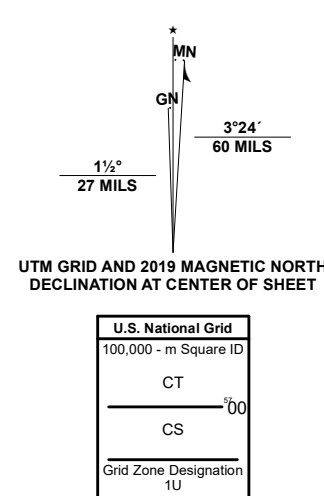 ★
MN
GN
3°24´
60 MILS
1½°
27 MILS
UTM GRID AND 2019 MAGNETIC NORTH
DECLINATION AT CENTER OF SHEET
U.S. National Grid
100,000 - m Square ID
CT
5700
CS
Grid Zone Designation
1U